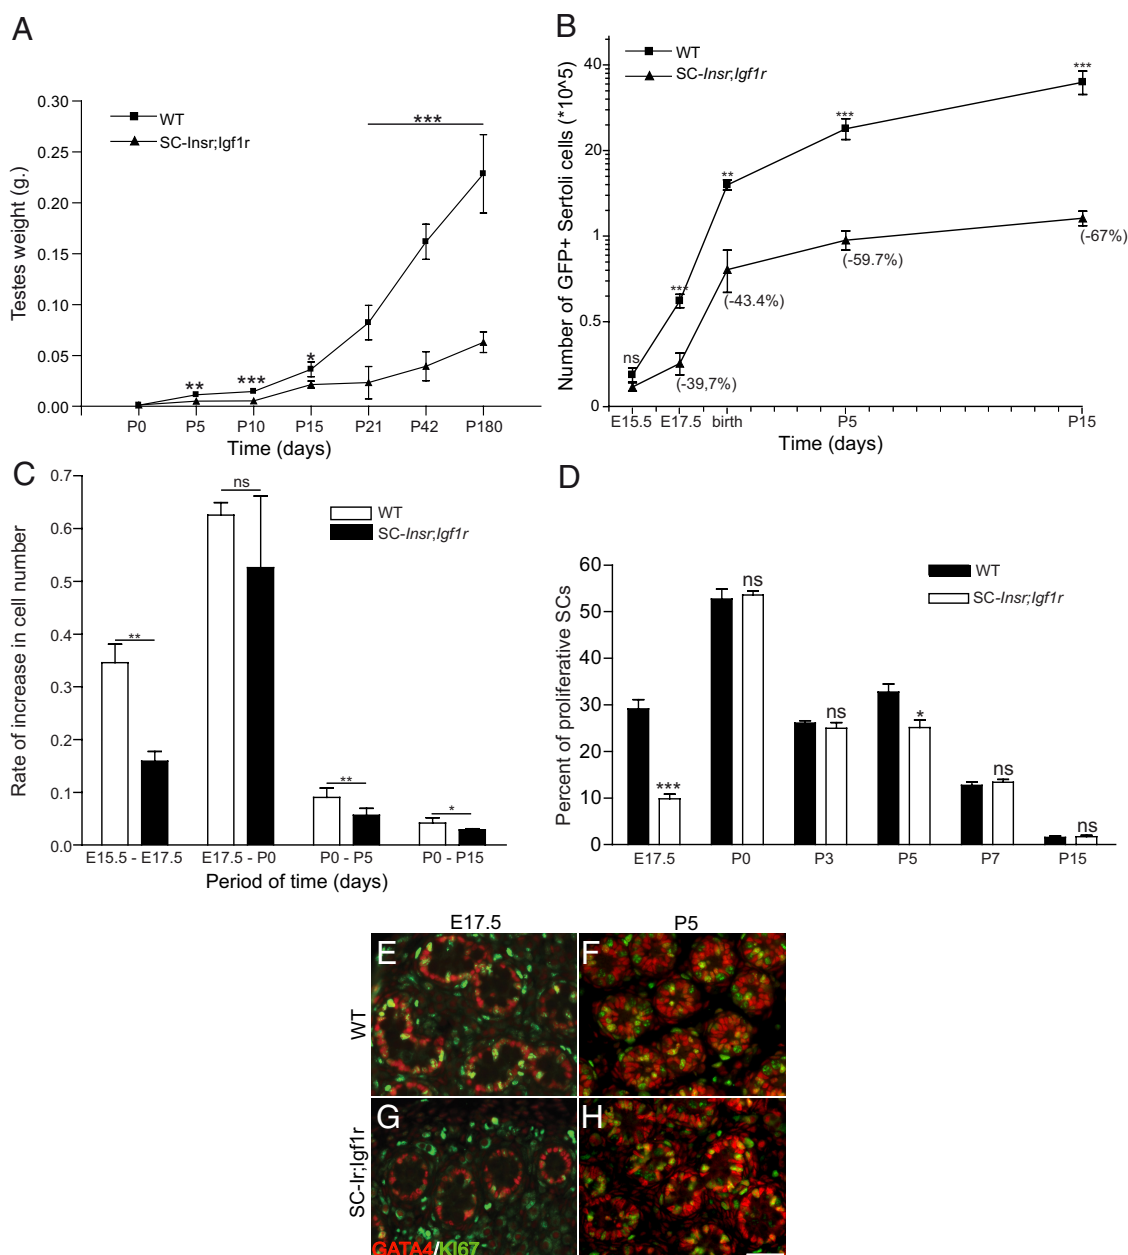 A
WT
SC-Insr;Igf1r
Testes weight (g.)
0.30
0.25
0.20
0.15
0.10
0.05
0.00
**
***
*
***
P0 P5 P10 P15 P21 P42 P180
Time (days)
B
WT
SC-Insr;Igf1r
Number of GFP+ Sertoli cells (*10^5)
40
20
1
0.5
0
ns
***
**
***
***
(-39,7%)
(-43.4%)
(-59.7%)
(-67%)
E15.5 E17.5 birth P5 P15
Time (days)
C
WT
SC-Insr;Igf1r
Rate of increase in cell number
0.7
0.6
0.5
0.4
0.3
0.2
0.1
0.0
**
ns
**
*
E15.5 - E17.5 E17.5 - P0 P0 - P5 P0 - P15
Period of time (days)
D
WT
SC-Insr;Igf1r
Percent of proliferative SCs
60
50
40
30
20
10
0
***
ns
ns
*
ns
ns
E17.5 P0 P3 P5 P7 P15
E17.5 P5
WT
E F
SC-Ir;Igf1r
G H
GATA4/KI67